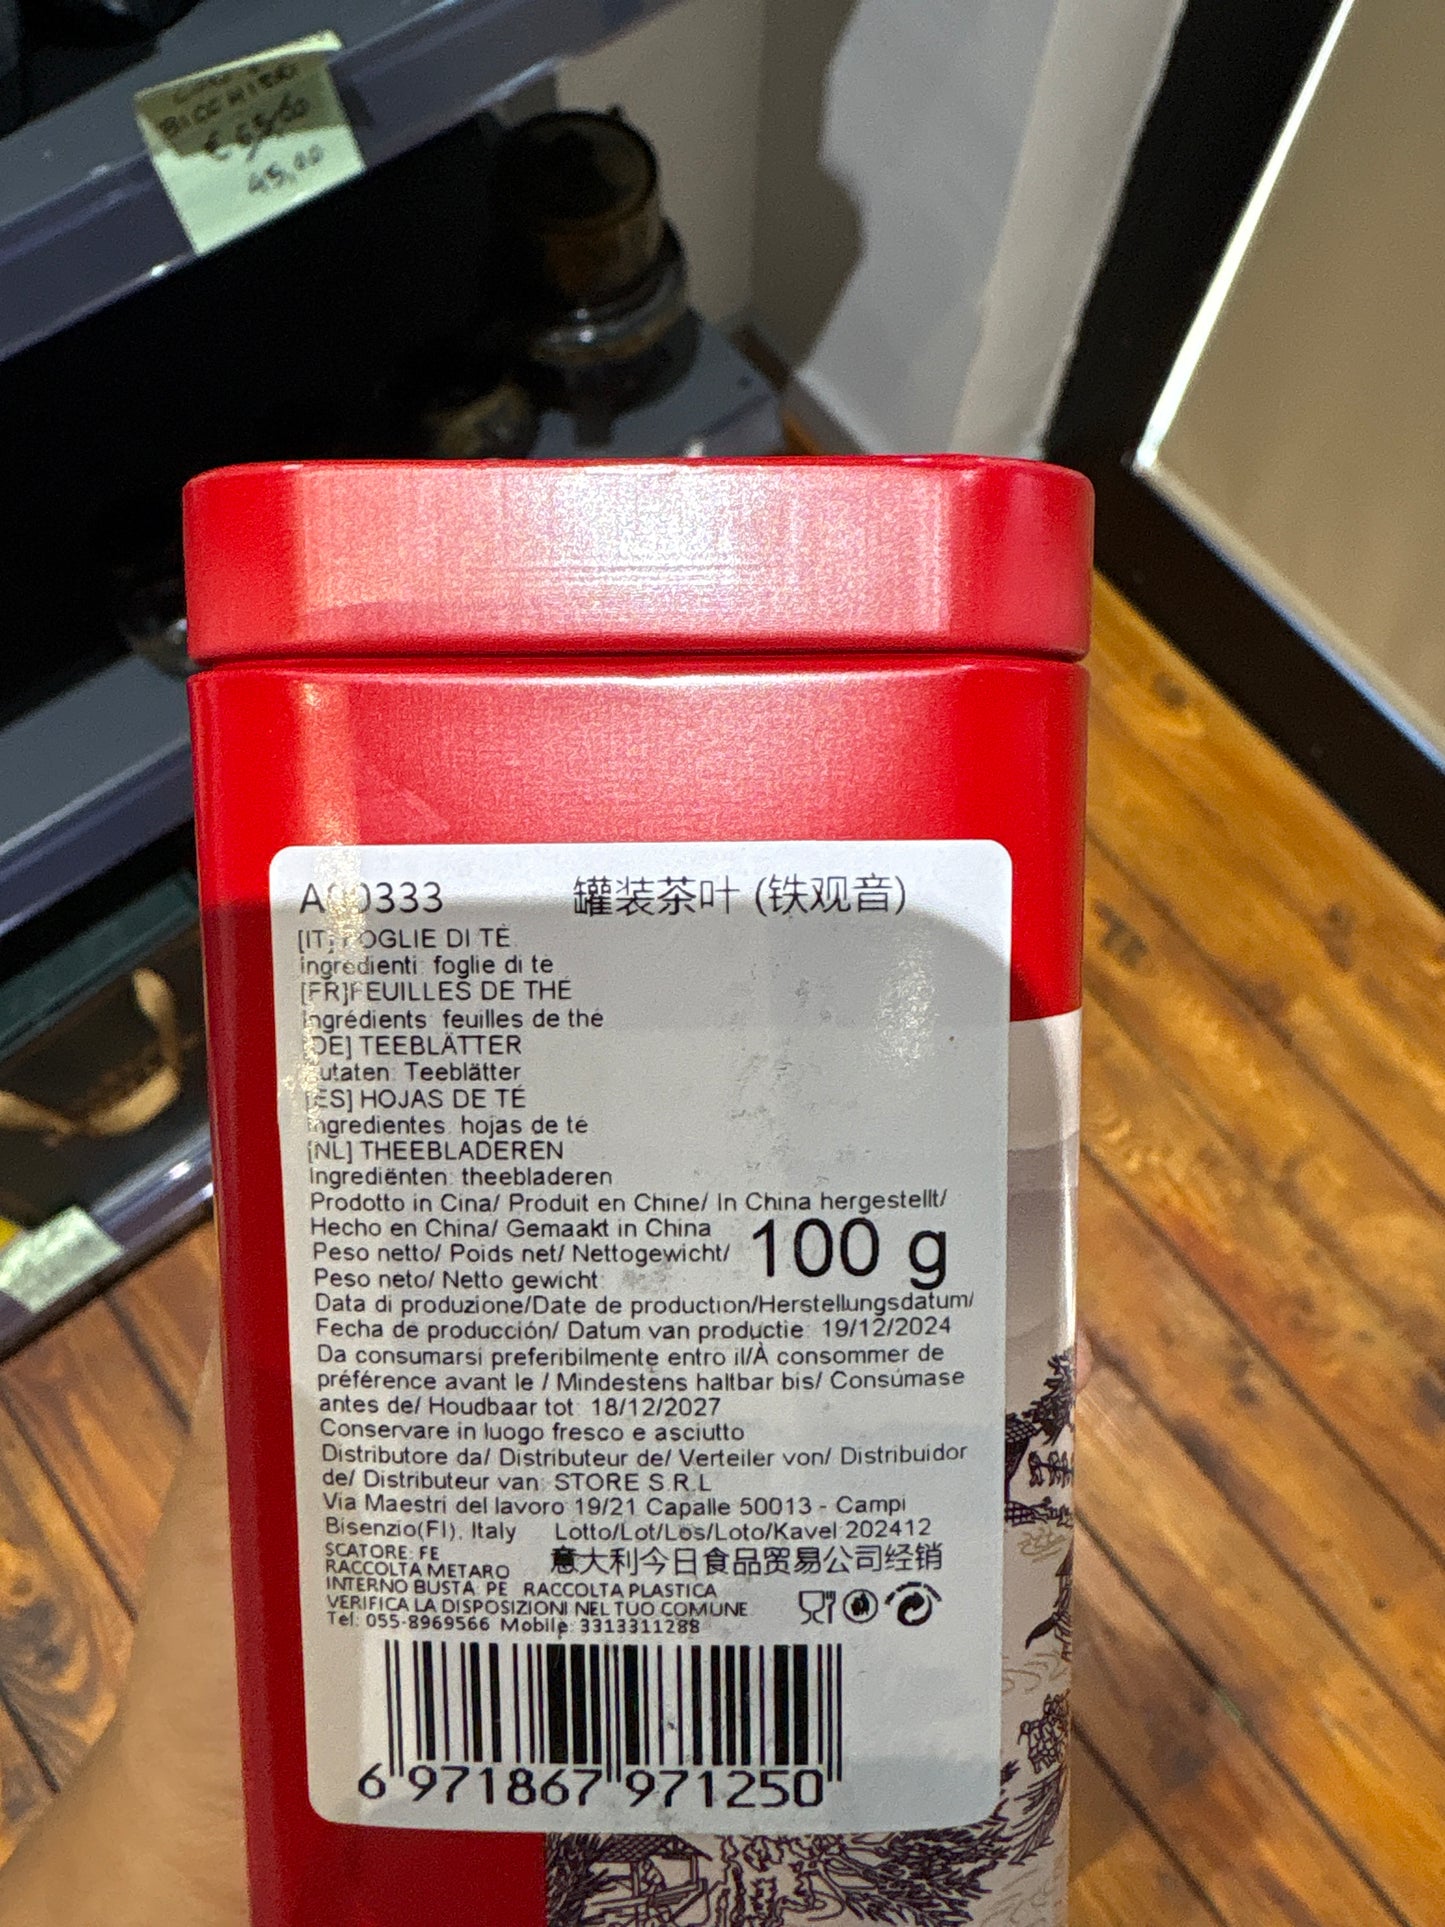 BICCHIERI
€ 65,00
45,00
罐装茶叶 (铁观音)
[IT] FOGLIE DI TÈ
Ingredienti: foglie di te
[FR]FEUILLES DE THÉ
Ingrédients: feuilles de thé
[DE] TEEBLÄTTER
Zutaten: Teeblätter
[ES] HOJAS DE TÉ
Ingredientes: hojas de té
[NL] THEEBLADEREN
Ingrediënten: theebladeren
Prodotto in Cina/ Produit en Chine/ In China hergestellt/
Hecho en China/ Gemaakt in China
Peso netto/ Poids net/ Nettogewicht/
Peso neto/ Netto gewicht:
100 g
Data di produzione/Date de production/Herstellungsdatum/
Fecha de producción/ Datum van productie: 19/12/2024
Da consumarsi preferibilmente entro il/À consommer de
préférence avant le / Mindestens haltbar bis/ Consúmase
antes de/ Houdbaar tot: 18/12/2027
Conservare in luogo fresco e asciutto
Distributore da/ Distributeur de/ Verteiler von/ Distribuidor
de/ Distributeur van: STORE S.R.L
Via Maestri del lavoro 19/21 Capalle 50013 - Campi
Bisenzio(FI), Italy Lotto/Lot/Los/Loto/Kavel:202412
SCATORE: FE
RACCOLTA METARO
意大利今日食品贸易公司经销
INTERNO BUSTA: PE RACCOLTA PLASTICA
VERIFICA LA DISPOSIZIONI NEL TUO COMUNE.
Tel: 055-8969566 Mobile: 3313311288
6 971867 971250